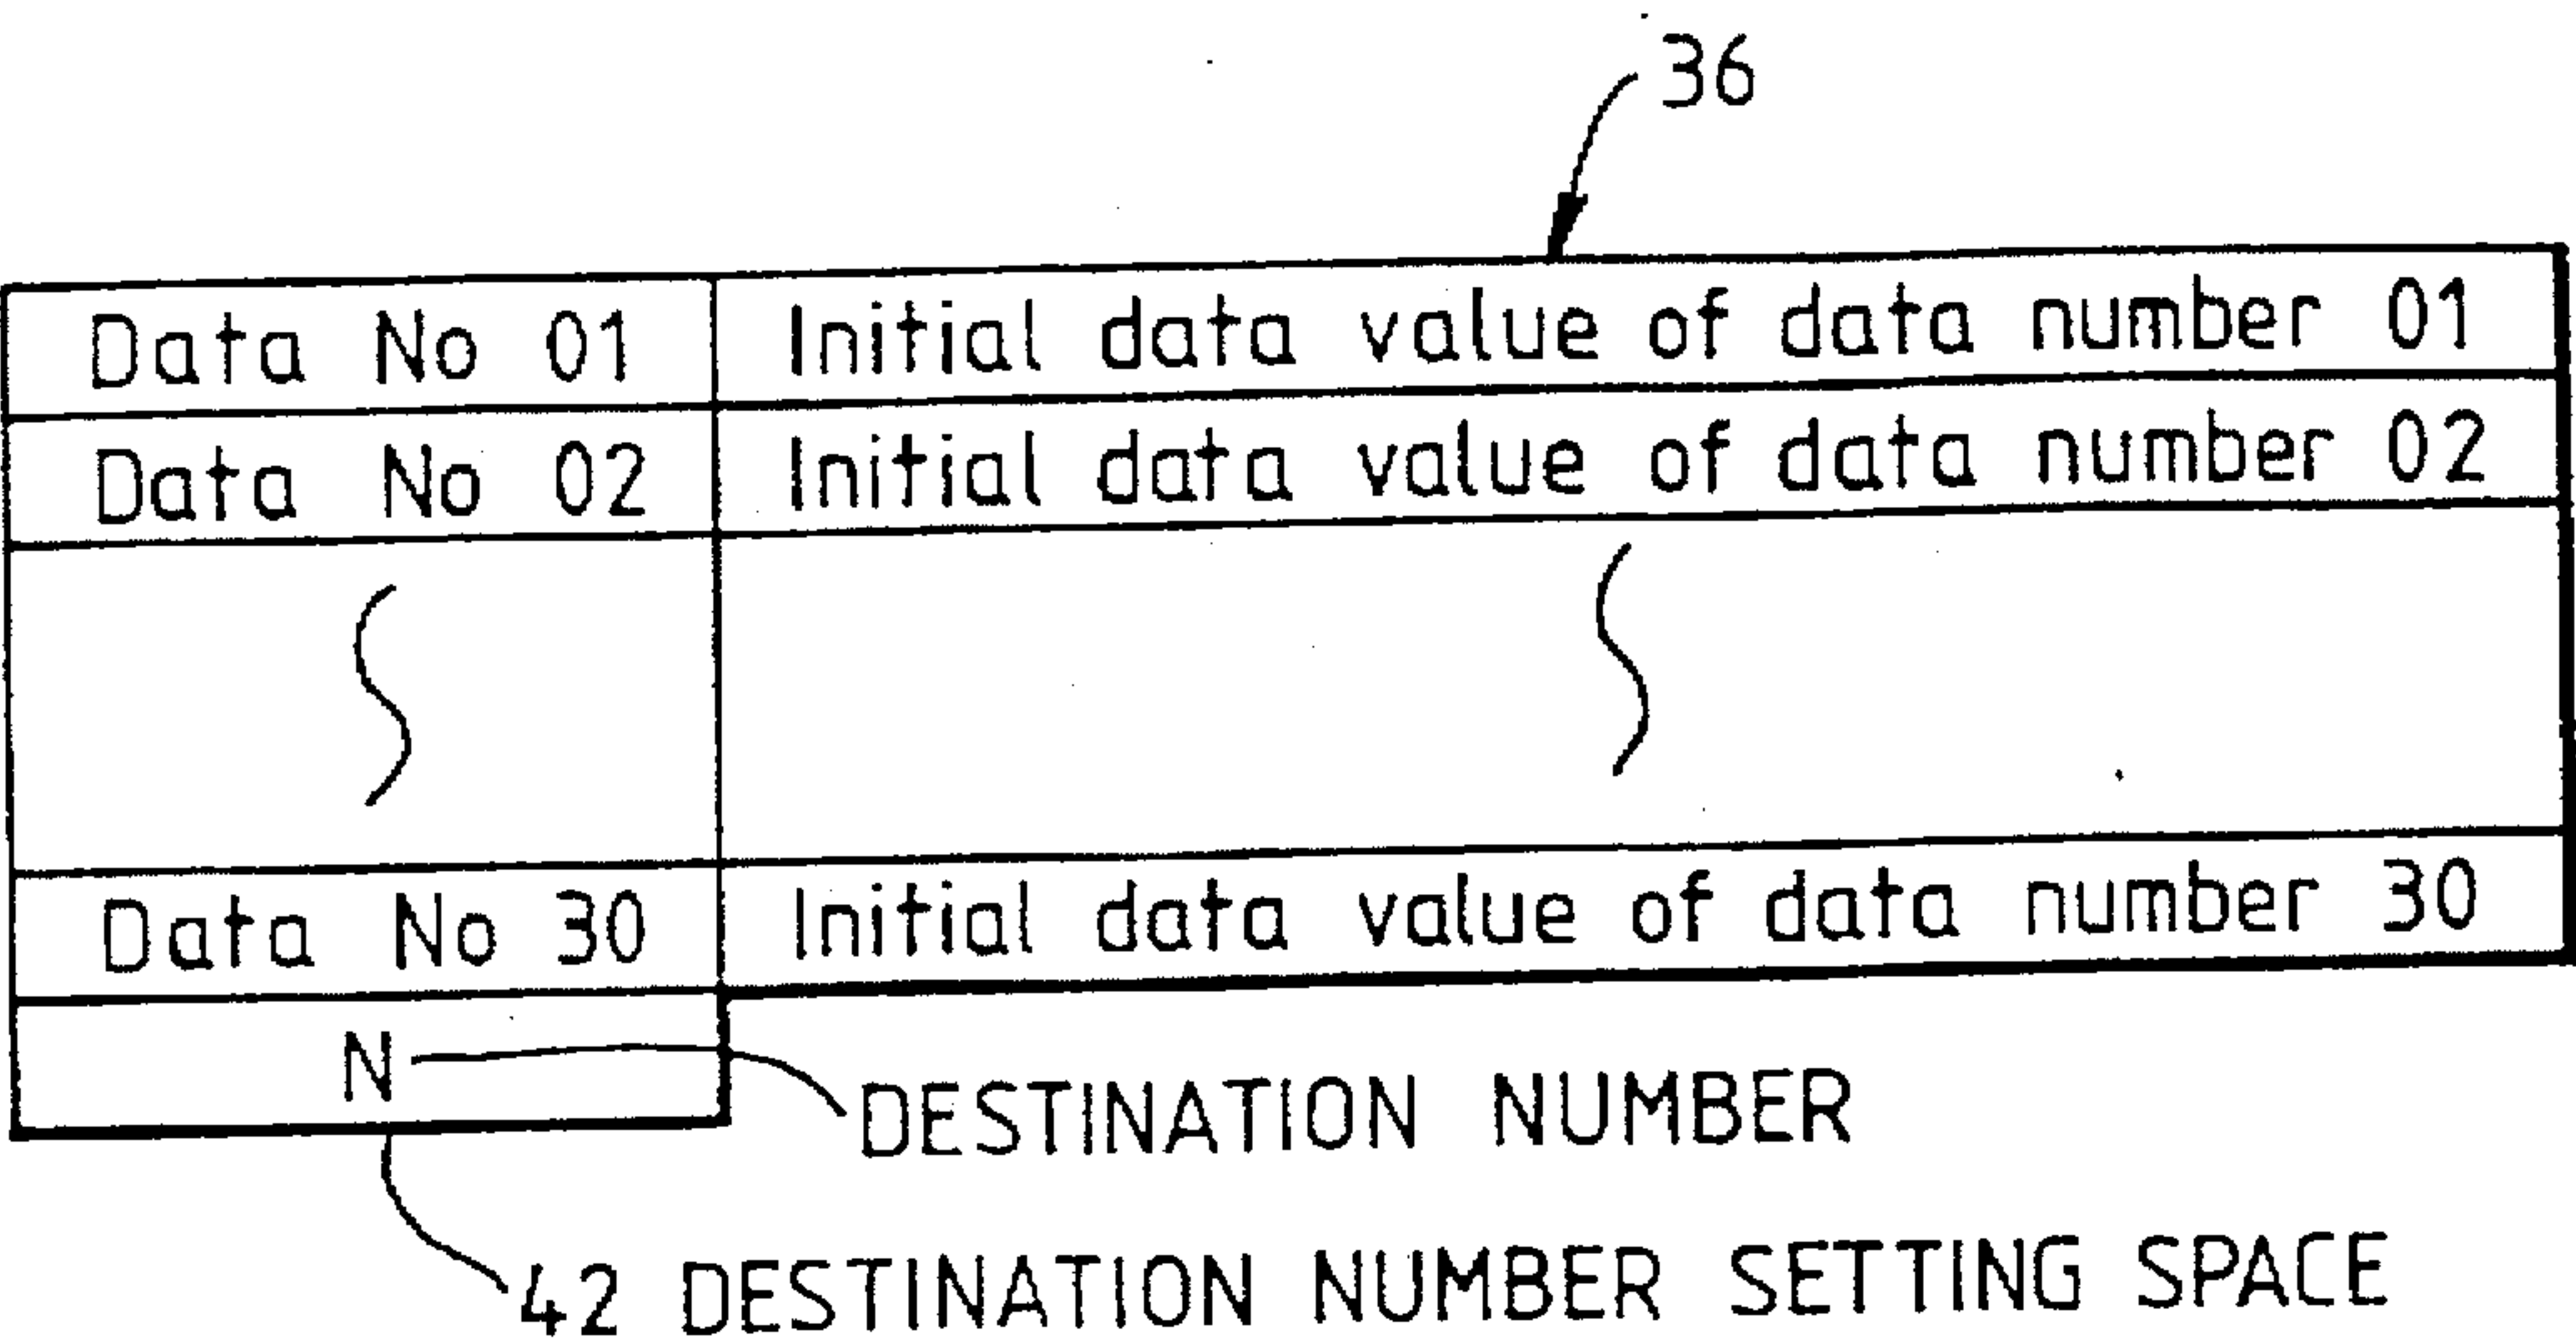 36
Data No 01 Initial data value of data number 01
Data No 02 Initial data value of data number 02
Data No 30 Initial data value of data number 30
N
DESTINATION NUMBER
42 DESTINATION NUMBER SETTING SPACE